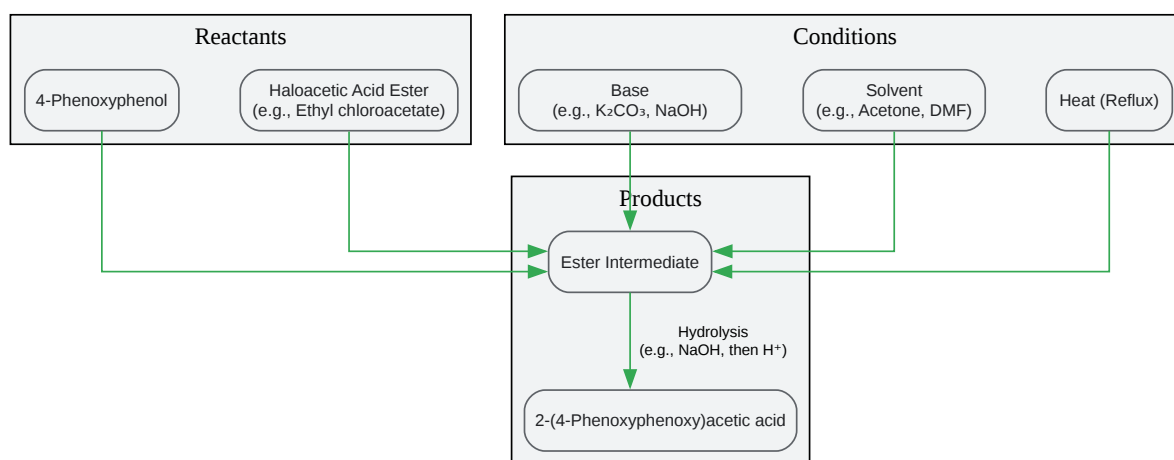 Reactants
Conditions
4-Phenoxyphenol
Haloacetic Acid Ester
(e.g., Ethyl chloroacetate)
Base
(e.g., K₂CO₃, NaOH)
Solvent
(e.g., Acetone, DMF)
Heat (Reflux)
Products
Ester Intermediate
Hydrolysis
(e.g., NaOH, then H⁺)
2-(4-Phenoxyphenoxy)acetic acid